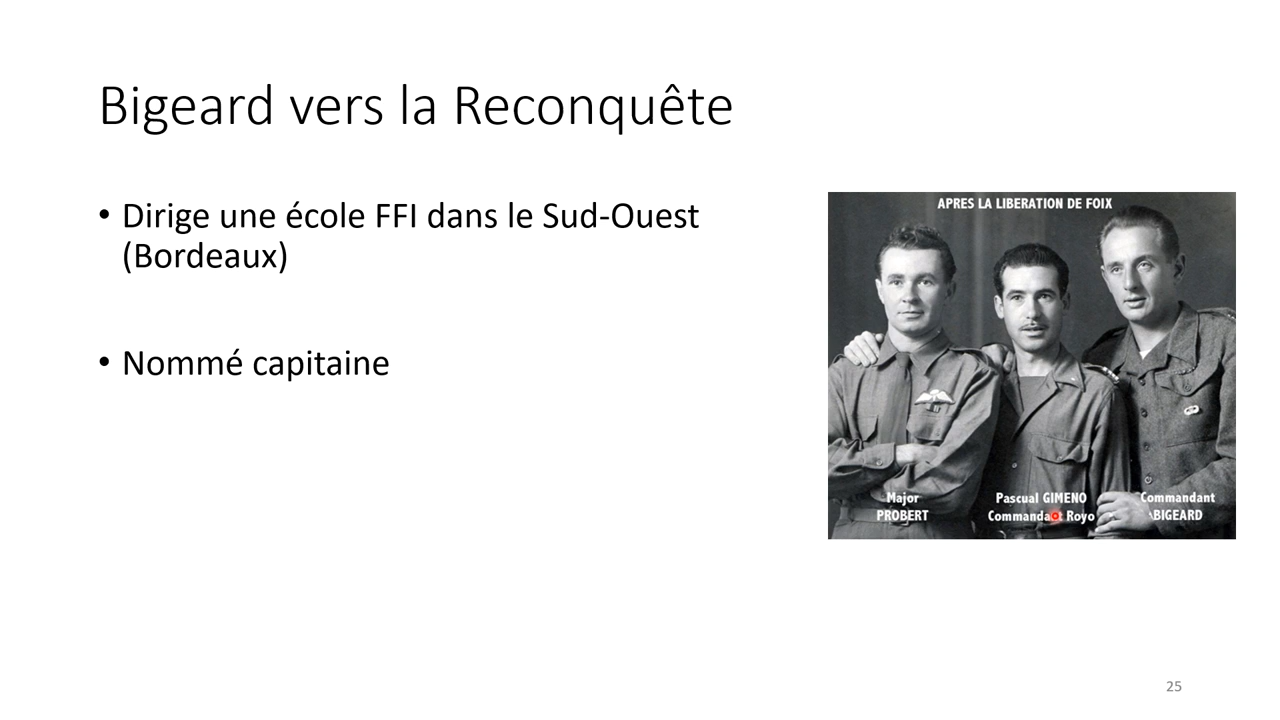 Bigeard vers la Reconquête
• Dirige une école FFI dans le Sud-Ouest
(Bordeaux)
• Nommé capitaine
APRES LA LIBERATION DE FOIX
Major
PROBERT
Pascual GIMENO
Commandant Royo
Commandant
BIGEARD
25